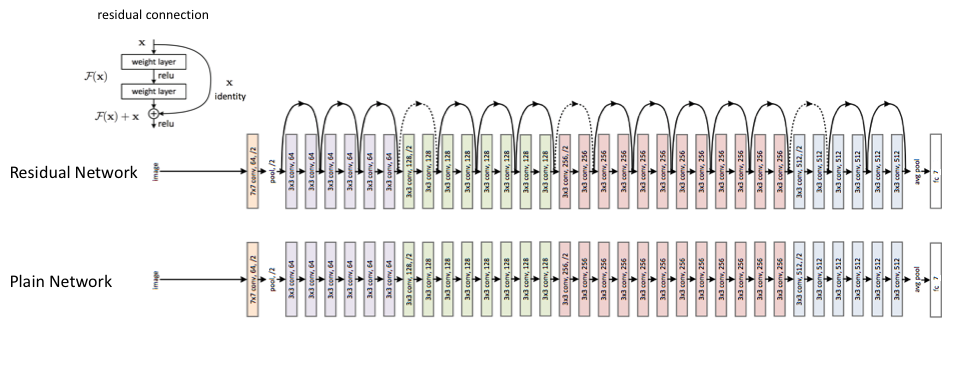 residual connection
x
weight layer
relu
F(x)
weight layer
x
identity
F(x) + x
relu
Residual Network
image
7x7 conv, 64, /2
pool, /2
3x3 conv, 64
3x3 conv, 64
3x3 conv, 64
3x3 conv, 64
3x3 conv, 64
3x3 conv, 64
3x3 conv, 128, /2
3x3 conv, 128
3x3 conv, 128
3x3 conv, 128
3x3 conv, 128
3x3 conv, 128
3x3 conv, 128
3x3 conv, 128
3x3 conv, 256, /2
3x3 conv, 256
3x3 conv, 256
3x3 conv, 256
3x3 conv, 256
3x3 conv, 256
3x3 conv, 256
3x3 conv, 256
3x3 conv, 256
3x3 conv, 256
3x3 conv, 256
3x3 conv, 256
3x3 conv, 512, /2
3x3 conv, 512
3x3 conv, 512
3x3 conv, 512
3x3 conv, 512
3x3 conv, 512
avg pool
fc 7
Plain Network
image
7x7 conv, 64, /2
pool, /2
3x3 conv, 64
3x3 conv, 64
3x3 conv, 64
3x3 conv, 64
3x3 conv, 64
3x3 conv, 64
3x3 conv, 128, /2
3x3 conv, 128
3x3 conv, 128
3x3 conv, 128
3x3 conv, 128
3x3 conv, 128
3x3 conv, 128
3x3 conv, 128
3x3 conv, 256, /2
3x3 conv, 256
3x3 conv, 256
3x3 conv, 256
3x3 conv, 256
3x3 conv, 256
3x3 conv, 256
3x3 conv, 256
3x3 conv, 256
3x3 conv, 256
3x3 conv, 256
3x3 conv, 256
3x3 conv, 512, /2
3x3 conv, 512
3x3 conv, 512
3x3 conv, 512
3x3 conv, 512
3x3 conv, 512
avg pool
fc 7